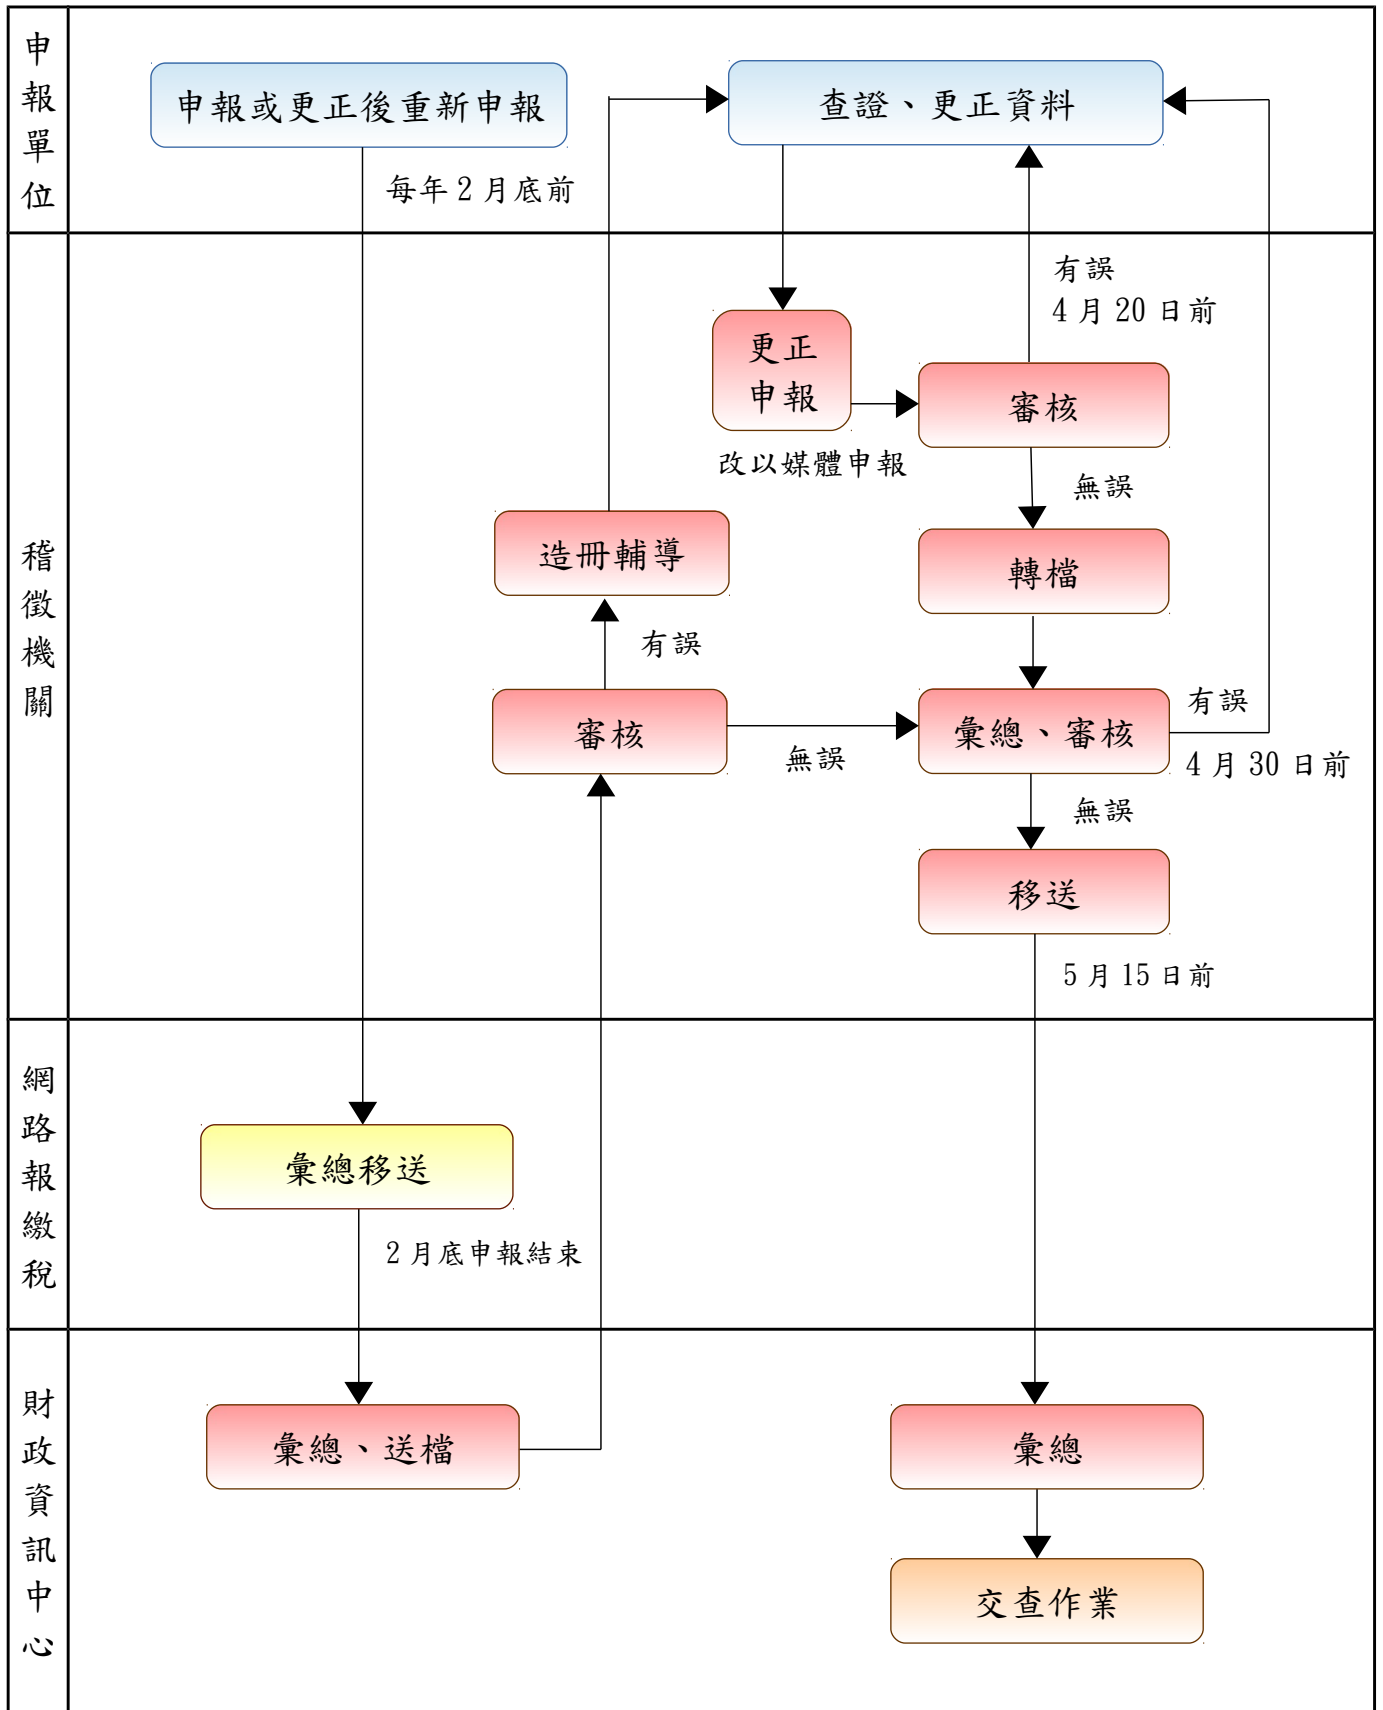 申報單位
申報或更正後重新申報
查證、更正資料
每年2月底前
稽徵機關
有誤
4月20日前
更正
申報
審核
改以媒體申報
無誤
造冊輔導
轉檔
有誤
審核
無誤
彙總、審核
有誤
4月30日前
無誤
移送
5月15日前
網路報繳稅
彙總移送
2月底申報結束
財政資訊中心
彙總、送檔
彙總
交查作業